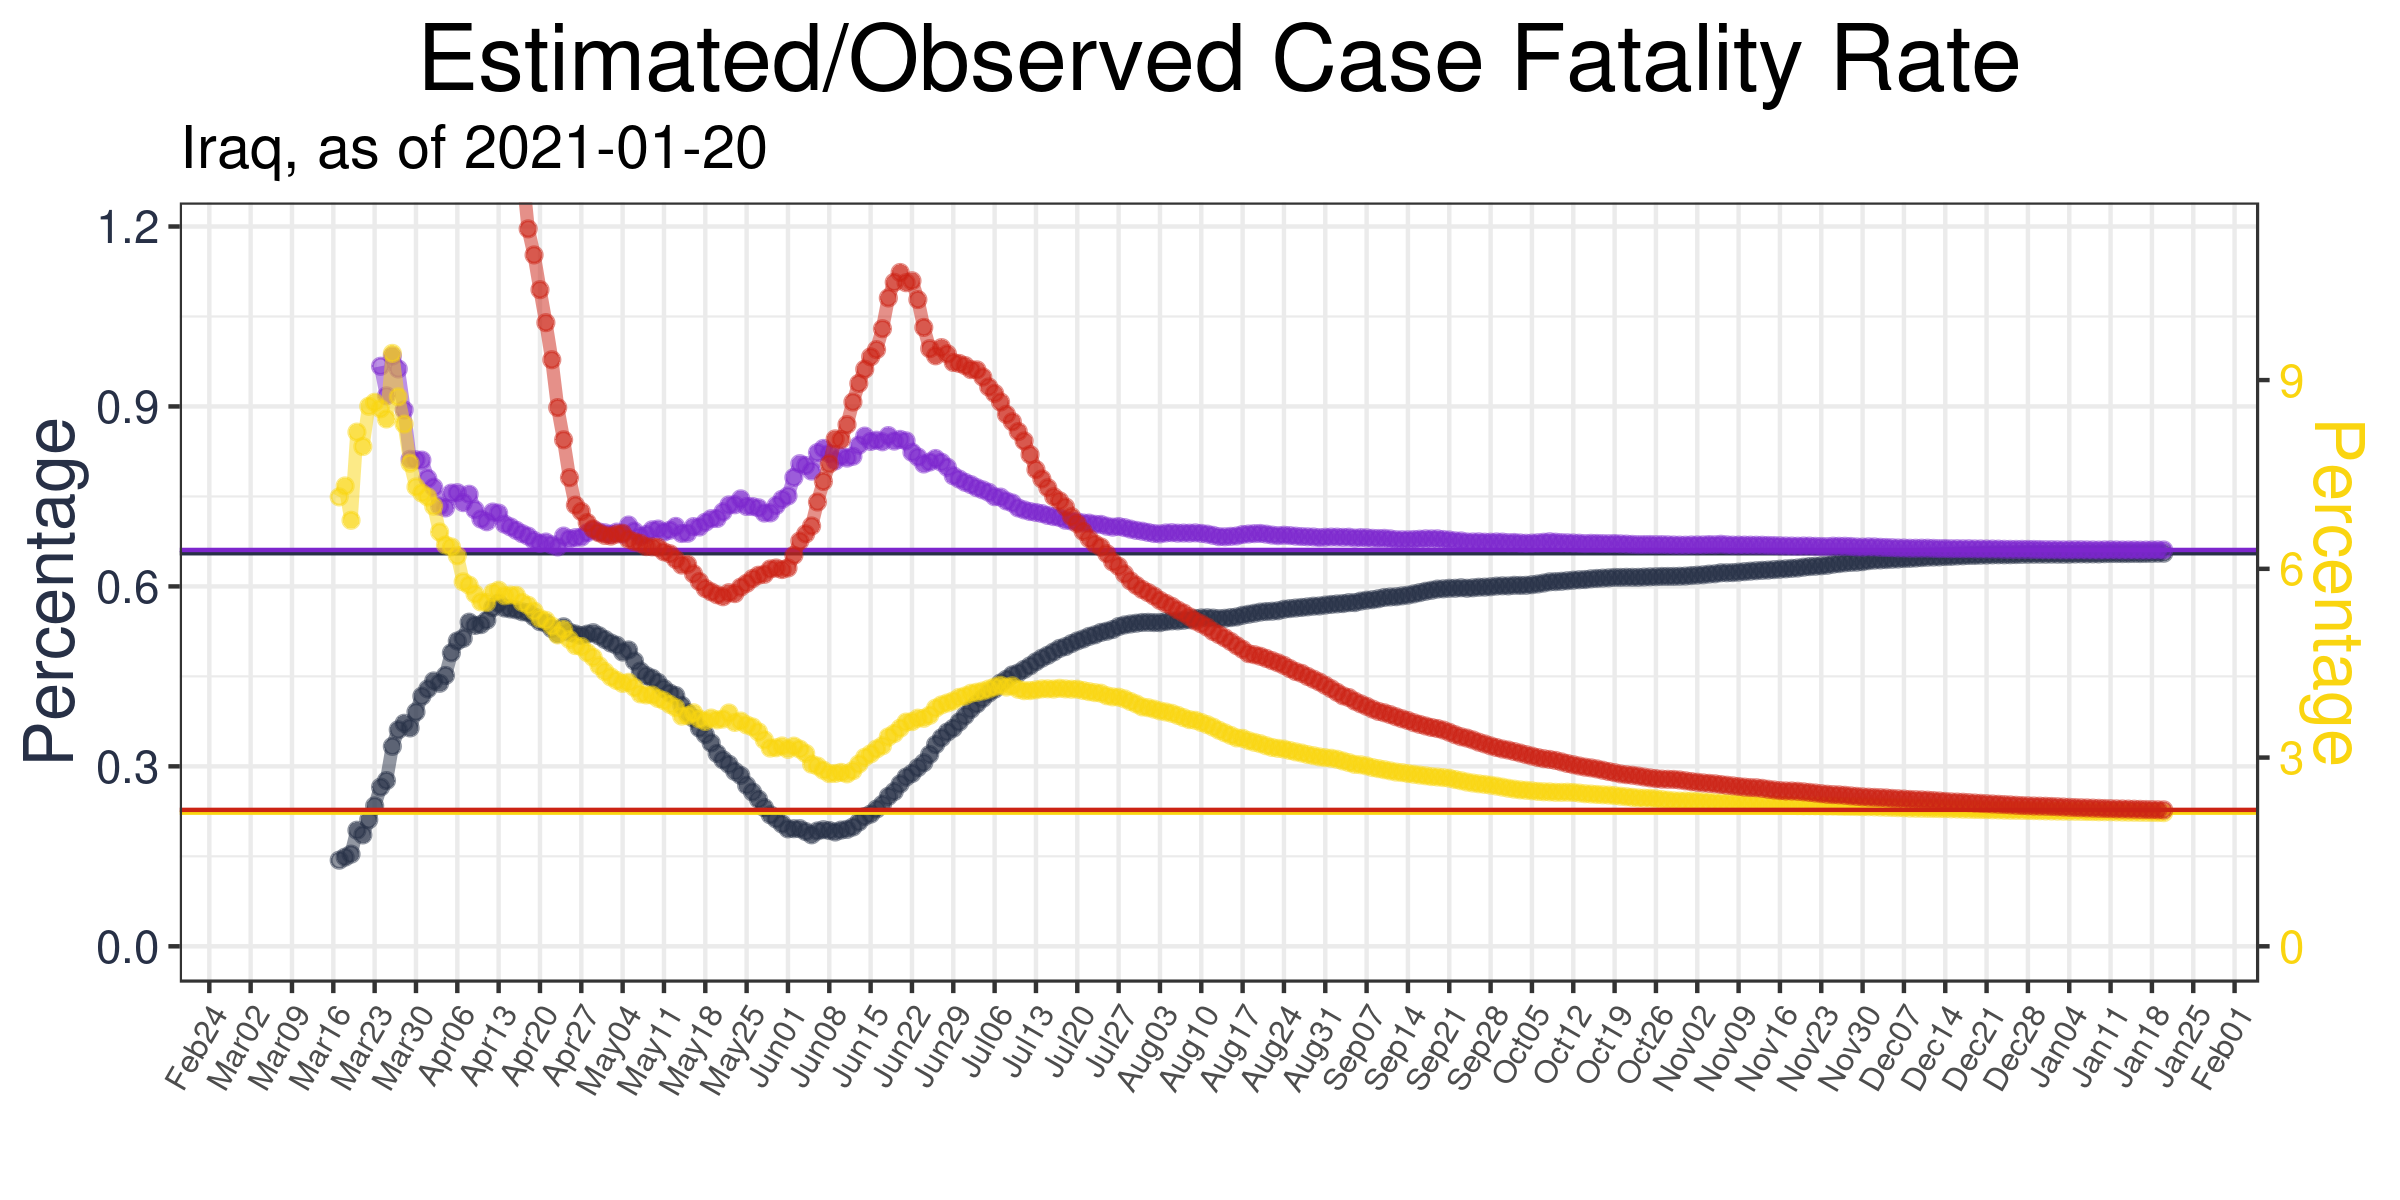 Estimated/Observed Case Fatality Rate
Iraq, as of 2021-01-20
Percentage
1.2
0.9
0.6
0.3
0.0
9
6
3
0
Percentage
Feb24
Mar02
Mar09
Mar16
Mar23
Mar30
Apr06
Apr13
Apr20
Apr27
May04
May11
May18
May25
Jun01
Jun08
Jun15
Jun22
Jun29
Jul06
Jul13
Jul20
Jul27
Aug03
Aug10
Aug17
Aug24
Aug31
Sep07
Sep14
Sep21
Sep28
Oct05
Oct12
Oct19
Oct26
Nov02
Nov09
Nov16
Nov23
Nov30
Dec07
Dec14
Dec21
Dec28
Jan04
Jan11
Jan18
Jan25
Feb01